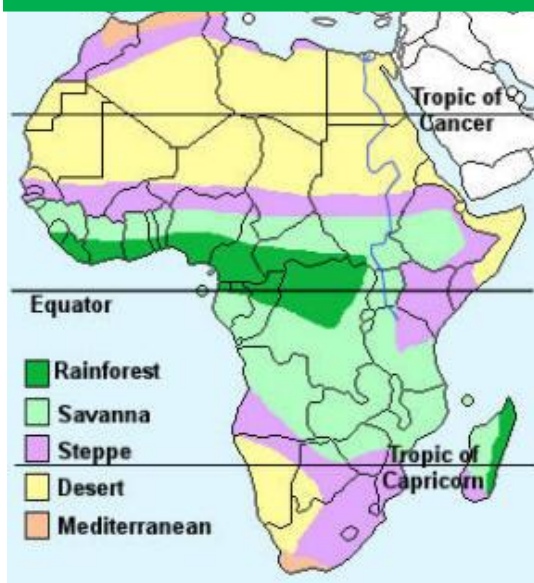 Tropic of
Cancer
Equator
Rainforest
Savanna
Steppe
Tropic of
Capricorn
Desert
Mediterranean